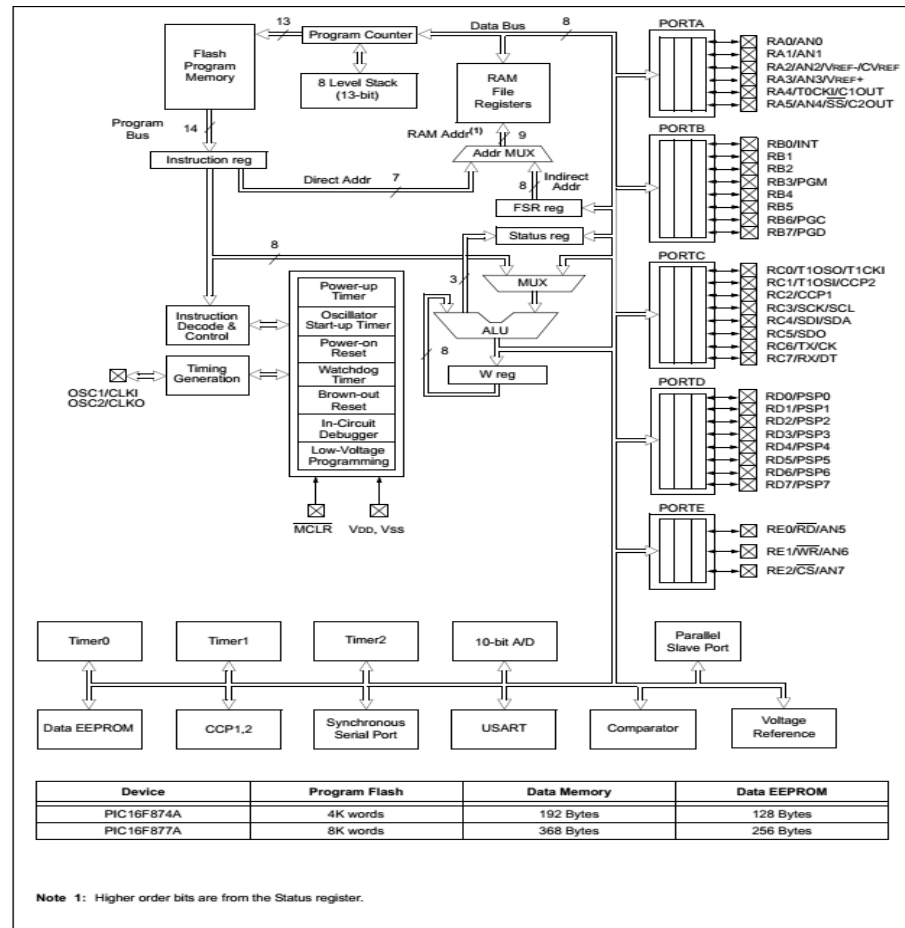 13
Program Counter
Data Bus
8
PORTA
Flash
Program
Memory
8 Level Stack
(13-bit)
RAM
File
Registers
RA0/AN0
RA1/AN1
RA2/AN2/VREF-/CVREF
RA3/AN3/VREF+
RA4/T0CKI/C1OUT
RA5/AN4/SS/C2OUT
Program
Bus
14
RAM Addr(1)
9
PORTB
Instruction reg
Addr MUX
RB0/INT
RB1
RB2
RB3/PGM
RB4
RB5
RB6/PGC
RB7/PGD
Direct Addr
7
8
Indirect
Addr
FSR reg
Status reg
8
3
MUX
PORTC
RC0/T1OSO/T1CKI
RC1/T1OSI/CCP2
RC2/CCP1
RC3/SCK/SCL
RC4/SDI/SDA
RC5/SDO
RC6/TX/CK
RC7/RX/DT
Power-up
Timer
Oscillator
Start-up Timer
Power-on
Reset
Watchdog
Timer
Brown-out
Reset
In-Circuit
Debugger
Low-Voltage
Programming
Instruction
Decode &
Control
ALU
8
W reg
Timing
Generation
OSC1/CLKI
OSC2/CLKO
PORTD
RD0/PSP0
RD1/PSP1
RD2/PSP2
RD3/PSP3
RD4/PSP4
RD5/PSP5
RD6/PSP6
RD7/PSP7
MCLR
VDD, VSS
PORTE
RE0/RD/AN5
RE1/WR/AN6
RE2/CS/AN7
Timer0
Timer1
Timer2
10-bit A/D
Parallel
Slave Port
Data EEPROM
CCP1,2
Synchronous
Serial Port
USART
Comparator
Voltage
Reference
Device Program Flash Data Memory Data EEPROM
PIC16F874A 4K words 192 Bytes 128 Bytes
PIC16F877A 8K words 368 Bytes 256 Bytes
Note 1: Higher order bits are from the Status register.